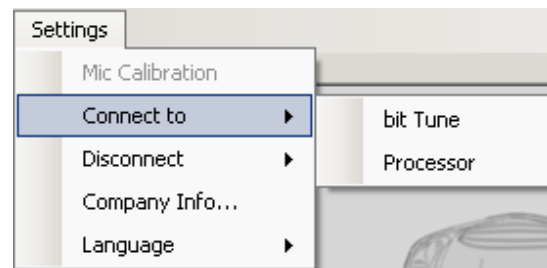 Settings
Mic Calibration
Connect to
bit Tune
Disconnect
Processor
Company Info...
Language